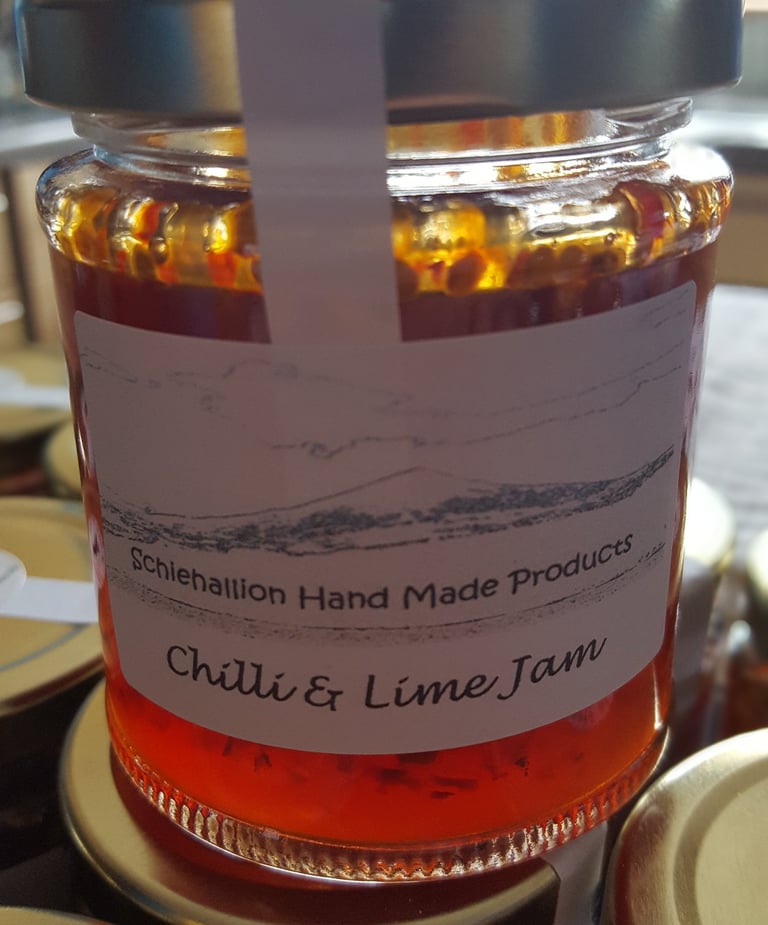 Schiehallion Hand Made Products
Chilli & Lime Jam